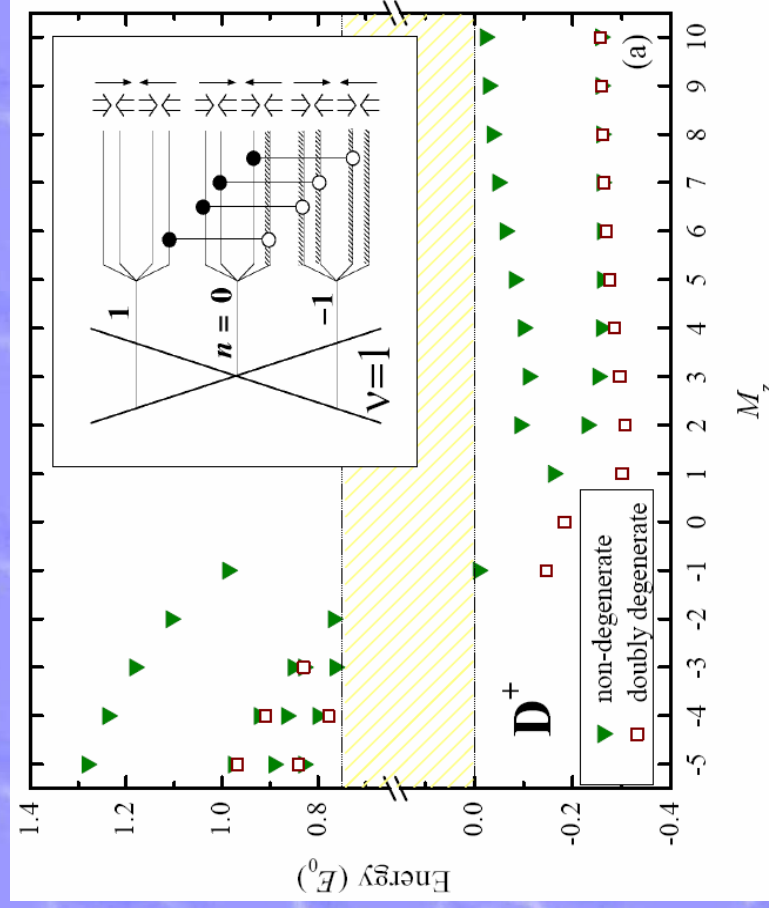 1.4
1.2
1.0
0.8
0.0
-0.2
-0.4
Energy (E₀)
1
n = 0
−1
ν=1
D⁺
non-degenerate
doubly degenerate
(a)
-5 -4 -3 -2 -1 0 1 2 3 4 5 6 7 8 9 10
M_z